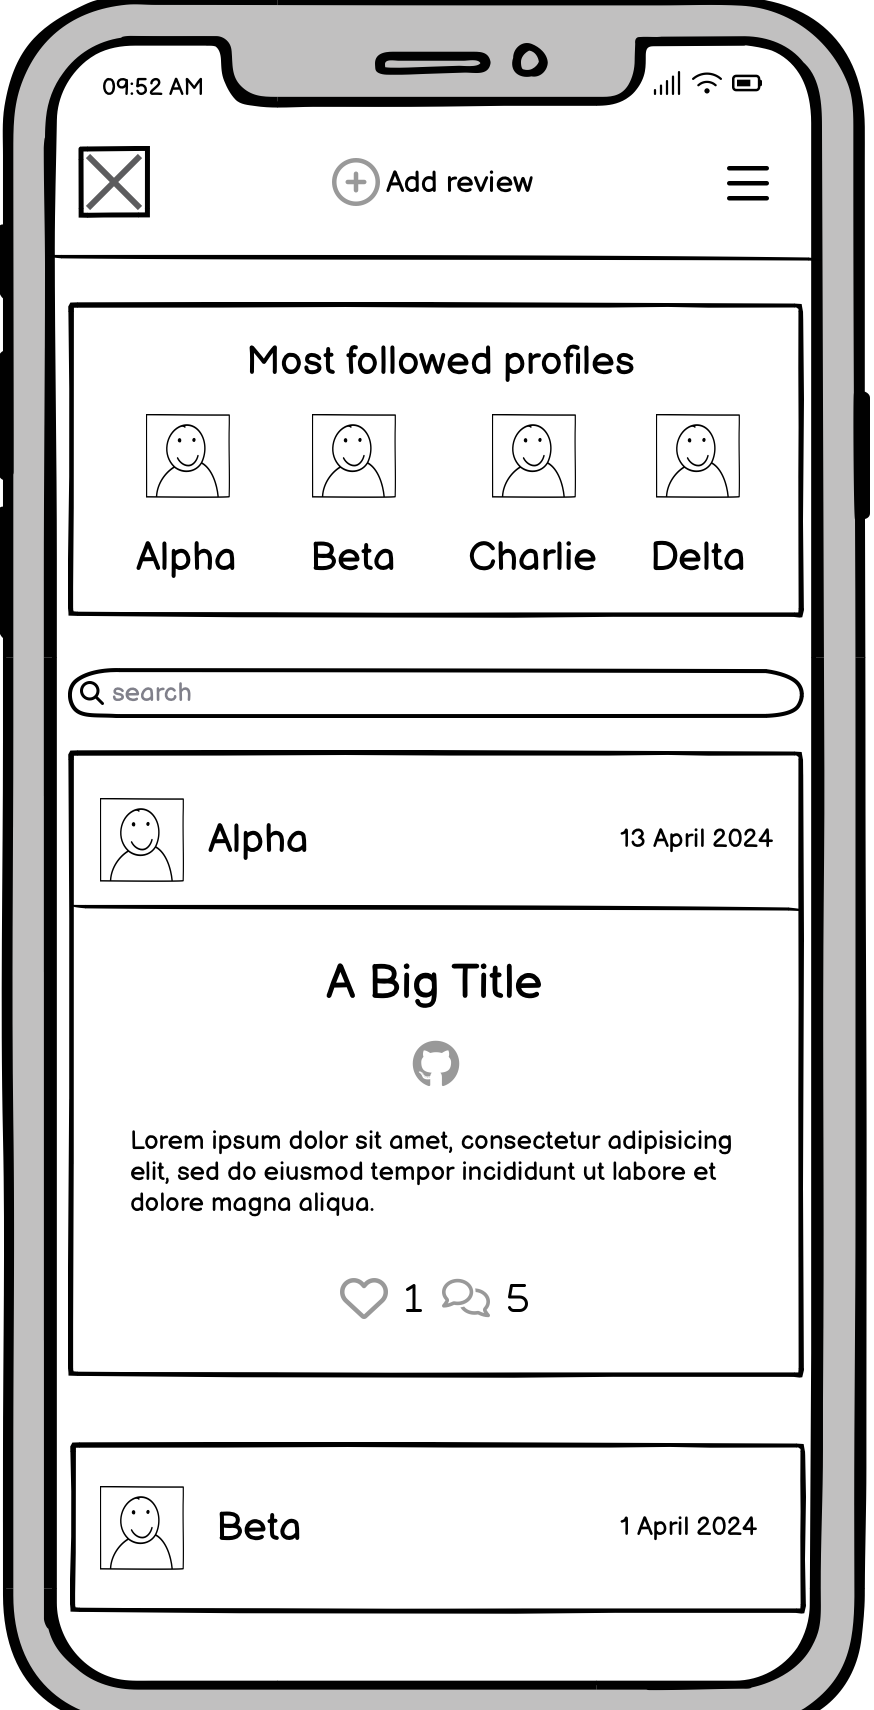 09:52 AM
Add review
Most followed profiles
Alpha Beta Charlie Delta
search
Alpha 13 April 2024
A Big Title
Lorem ipsum dolor sit amet, consectetur adipisicing
elit, sed do eiusmod tempor incididunt ut labore et
dolore magna aliqua.
1 5
Beta 1 April 2024